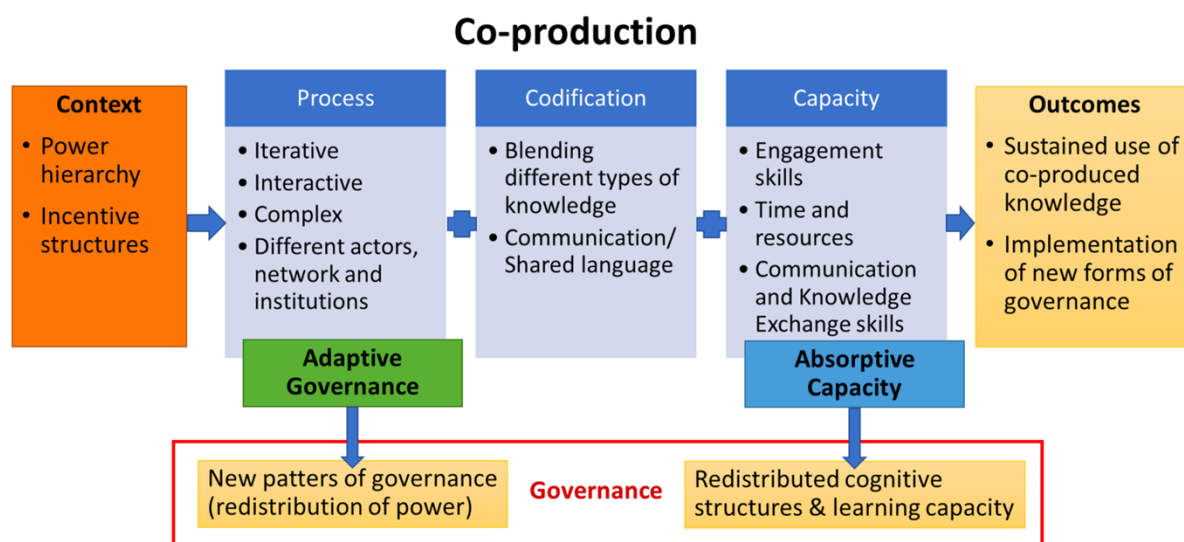 Co-production
Context
• Power
hierarchy
• Incentive
structures
Process
• Iterative
• Interactive
• Complex
• Different actors,
network and
institutions
Codification
• Blending
different types of
knowledge
• Communication/
Shared language
Capacity
• Engagement
skills
• Time and
resources
• Communication
and Knowledge
Exchange skills
Outcomes
• Sustained use of
co-produced
knowledge
• Implementation
of new forms of
governance
Adaptive
Governance
Absorptive
Capacity
New patters of governance
(redistribution of power)
Governance
Redistributed cognitive
structures & learning capacity